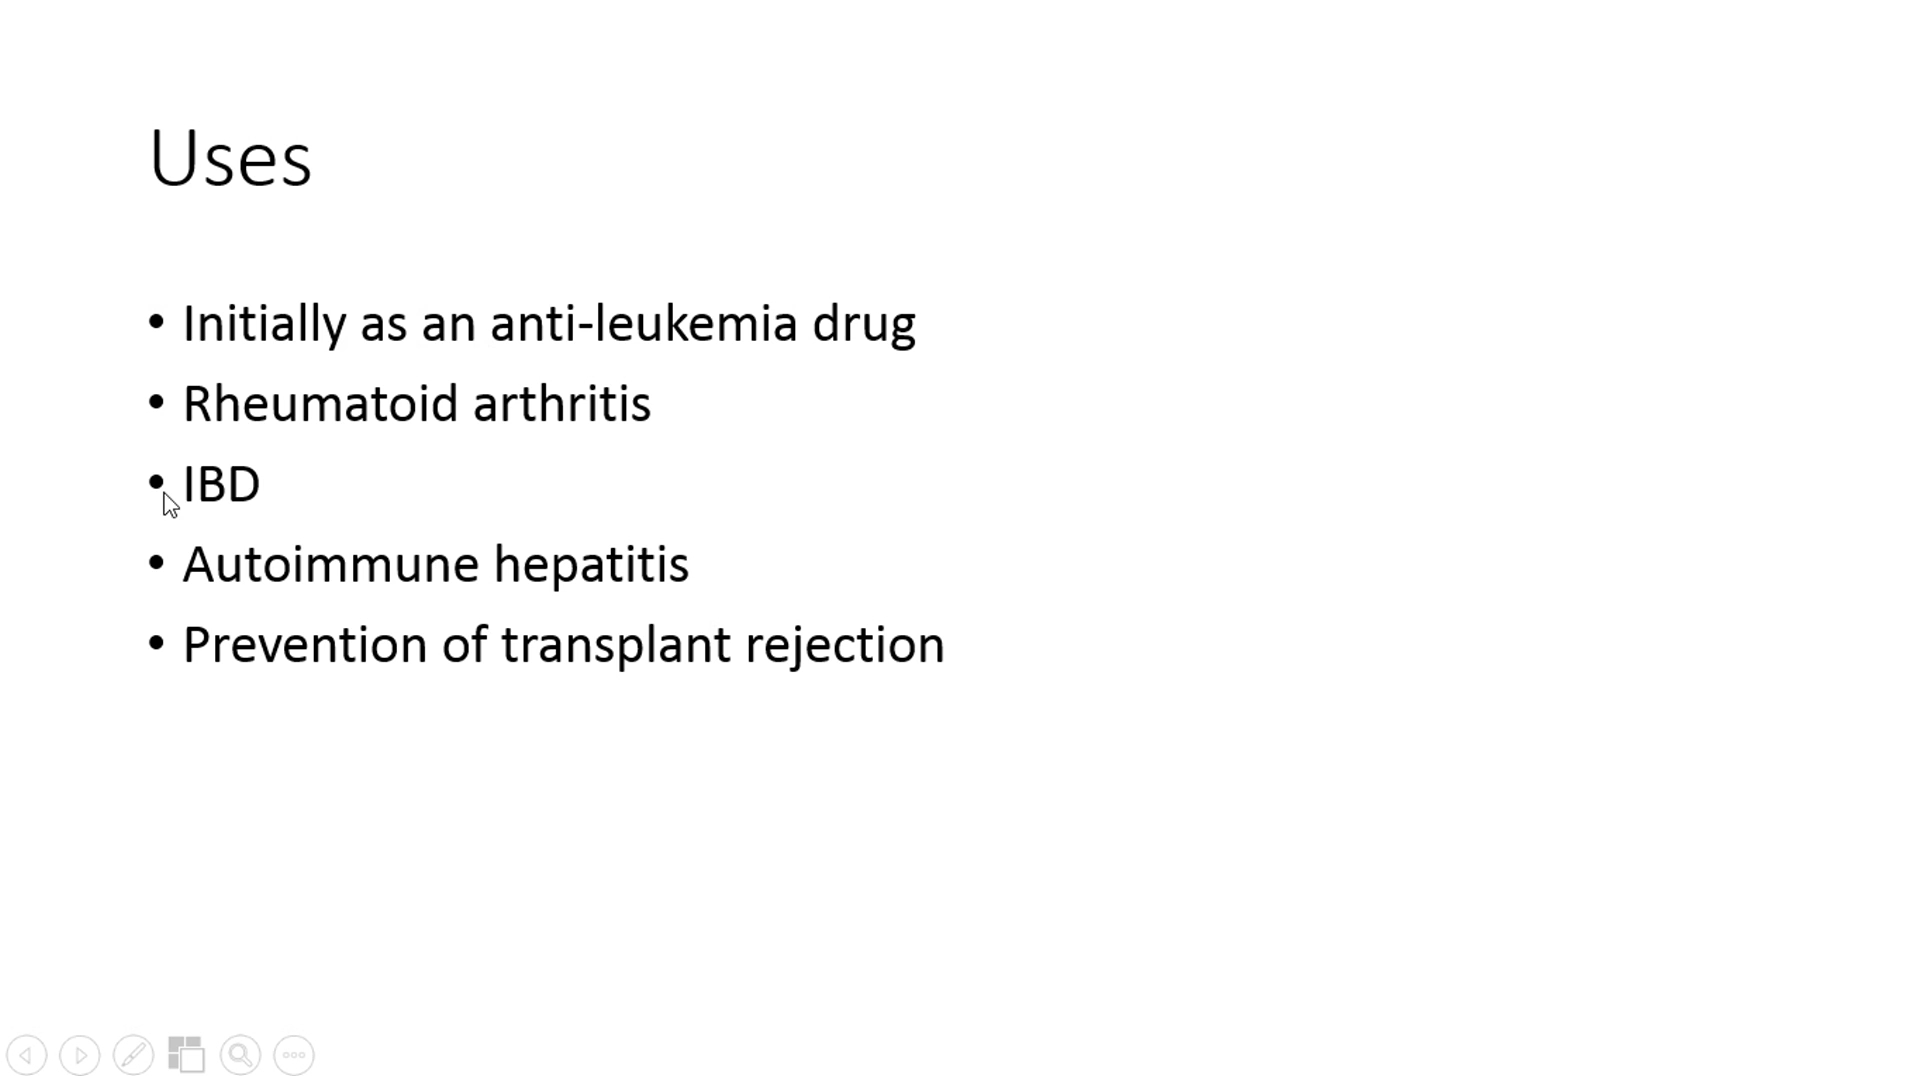 Uses
• Initially as an anti-leukemia drug
• Rheumatoid arthritis
• IBD
• Autoimmune hepatitis
• Prevention of transplant rejection